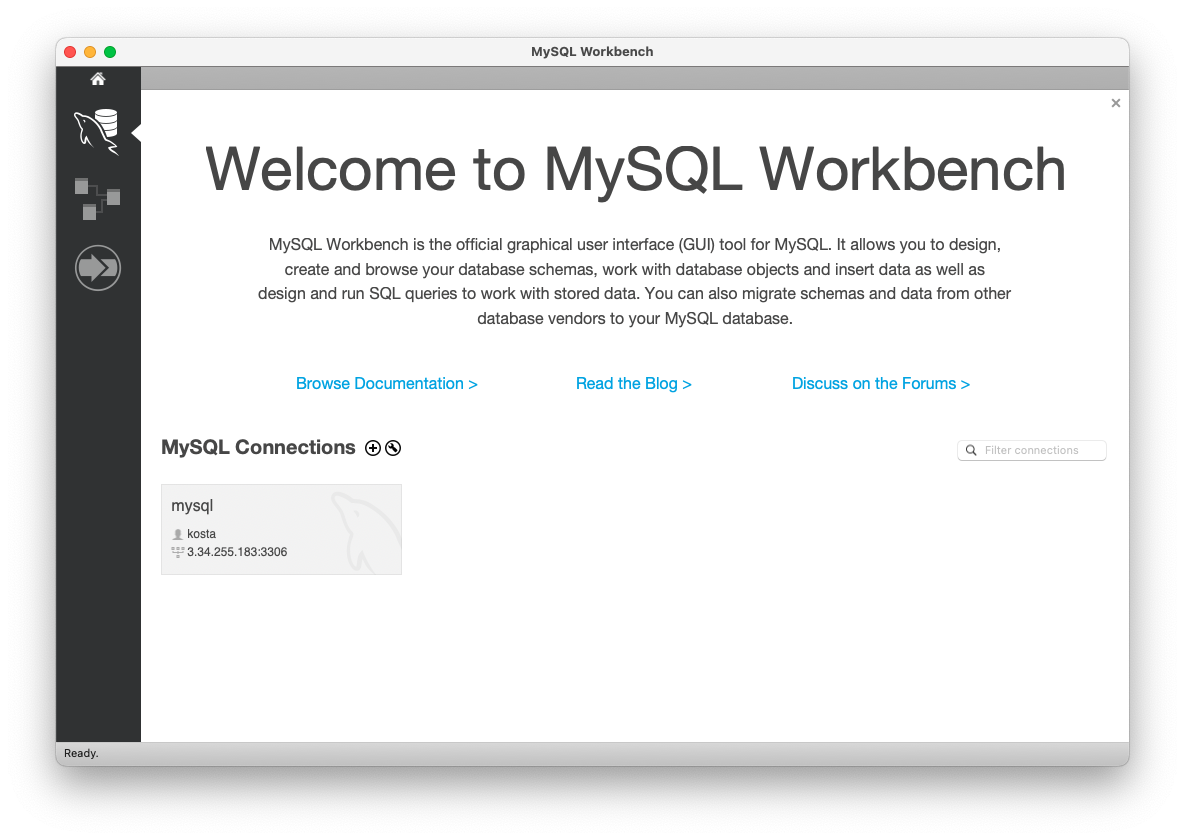 MySQL Workbench
Welcome to MySQL Workbench
MySQL Workbench is the official graphical user interface (GUI) tool for MySQL. It allows you to design,
create and browse your database schemas, work with database objects and insert data as well as
design and run SQL queries to work with stored data. You can also migrate schemas and data from other
database vendors to your MySQL database.
Browse Documentation > Read the Blog > Discuss on the Forums >
MySQL Connections
Filter connections
mysql
kosta
3.34.255.183:3306
Ready.